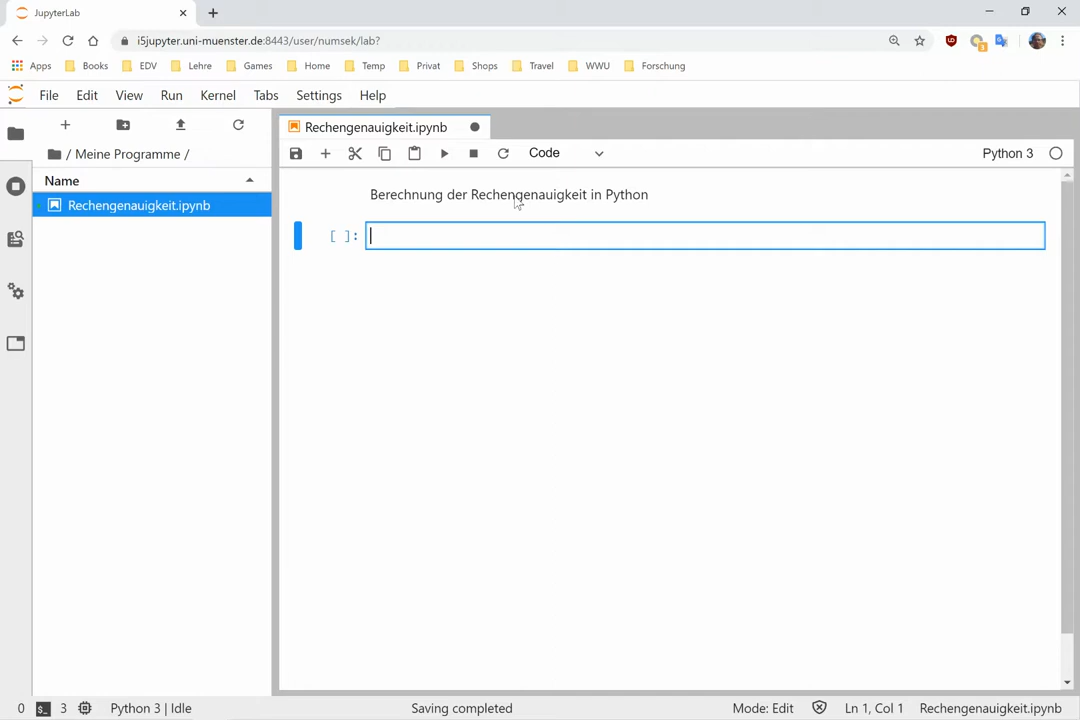 JupyterLab
i5jupyter.uni-muenster.de:8443/user/numsek/lab?
Apps Books EDV Lehre Games Home Temp Privat Shops Travel WWU Forschung
File Edit View Run Kernel Tabs Settings Help
Rechengenauigkeit.ipynb
/ Meine Programme /
Code
Python 3
Name
Rechengenauigkeit.ipynb
Berechnung der Rechengenauigkeit in Python
[ ]:
0 3 Python 3 | Idle Saving completed Mode: Edit Ln 1, Col 1 Rechengenauigkeit.ipynb